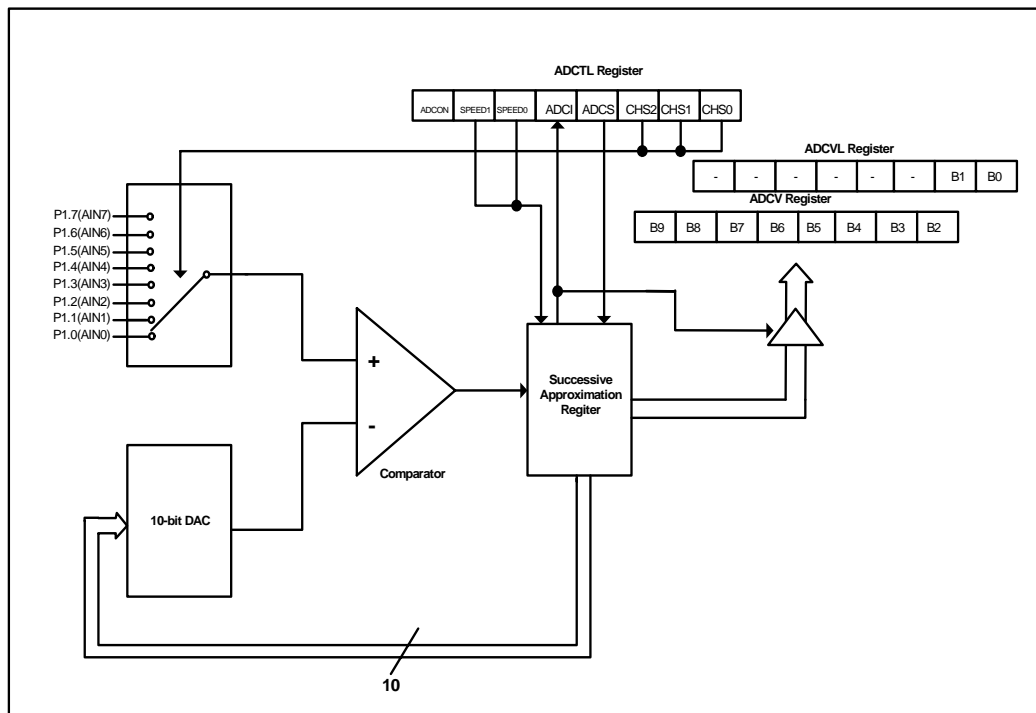 ADCTL Register
ADCON SPEED1 SPEED0 ADCI ADCS CHS2 CHS1 CHS0
ADCVL Register
- - - - - - B1 B0
ADCV Register
B9 B8 B7 B6 B5 B4 B3 B2
P1.7(AIN7)
P1.6(AIN6)
P1.5(AIN5)
P1.4(AIN4)
P1.3(AIN3)
P1.2(AIN2)
P1.1(AIN1)
P1.0(AIN0)
+
-
Comparator
Successive
Approximation
Regiter
10-bit DAC
10